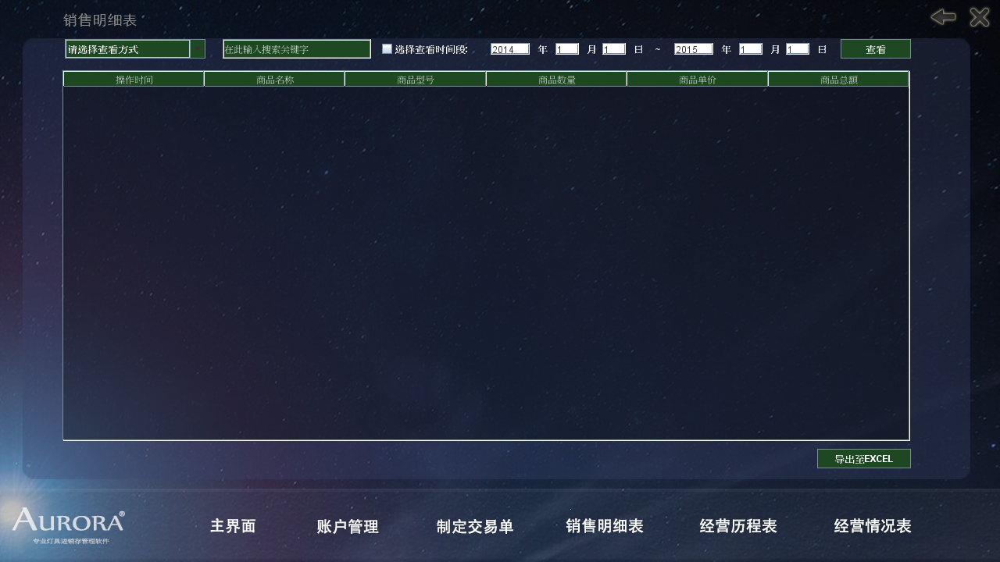 销售明细表
请选择查看方式 在此输入搜索关键字 选择查看时间段: 2014 年 1 月 1 日 ~ 2015 年 1 月 1 日 查看
操作时间 商品名称 商品型号 商品数量 商品单价 商品总额
导出至EXCEL
AURORA®
专业灯具进销存管理软件
主界面 账户管理 制定交易单 销售明细表 经营历程表 经营情况表